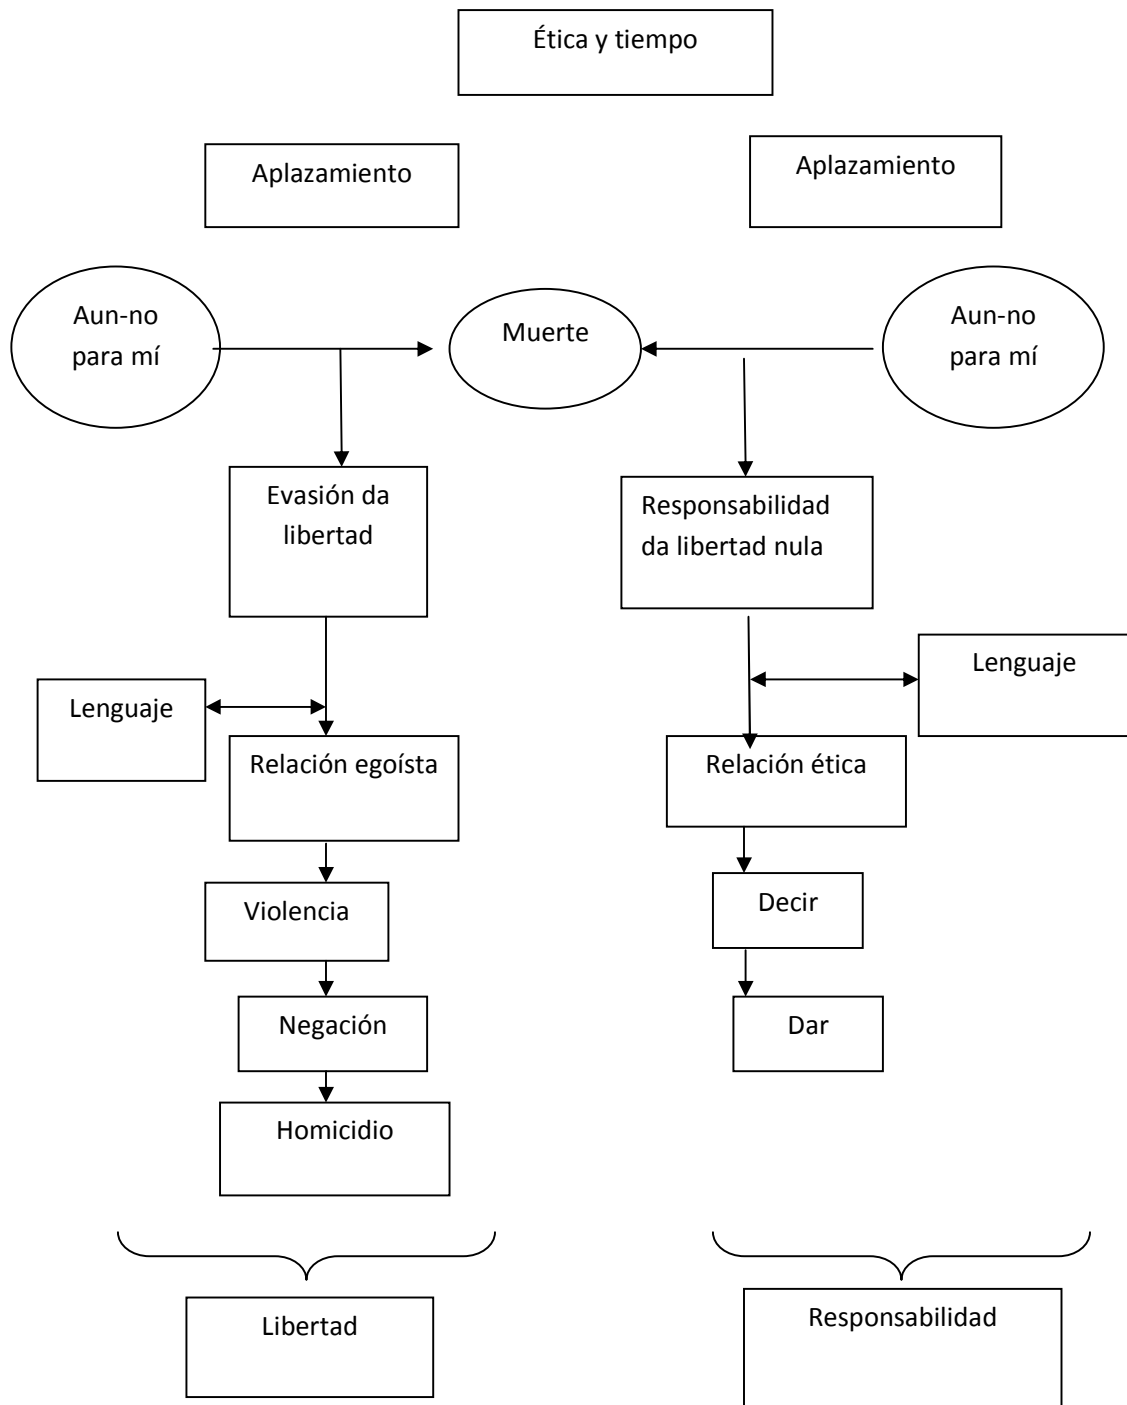 Ética y tiempo
Aplazamiento
Aplazamiento
Aun-no
para mí
Muerte
Aun-no
para mí
Evasión da
libertad
Responsabilidad
da libertad nula
Lenguaje
Lenguaje
Relación egoísta
Relación ética
Violencia
Decir
Negación
Dar
Homicidio
Libertad
Responsabilidad